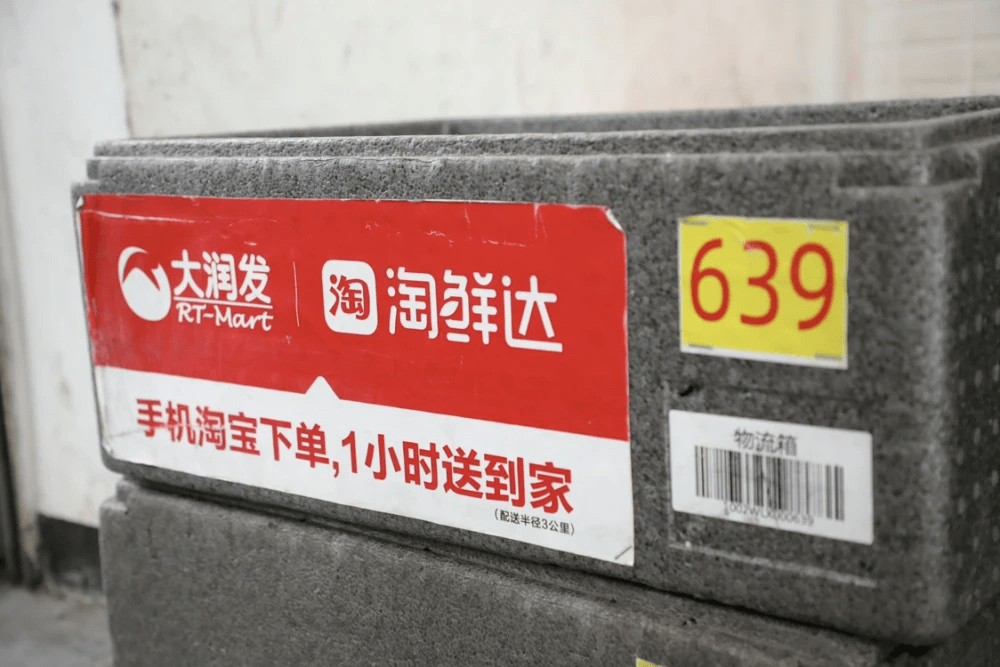 大润发
RT-Mart
淘 淘鲜达
手机淘宝下单,1小时送到家
(配送半径3公里)
639
物流箱